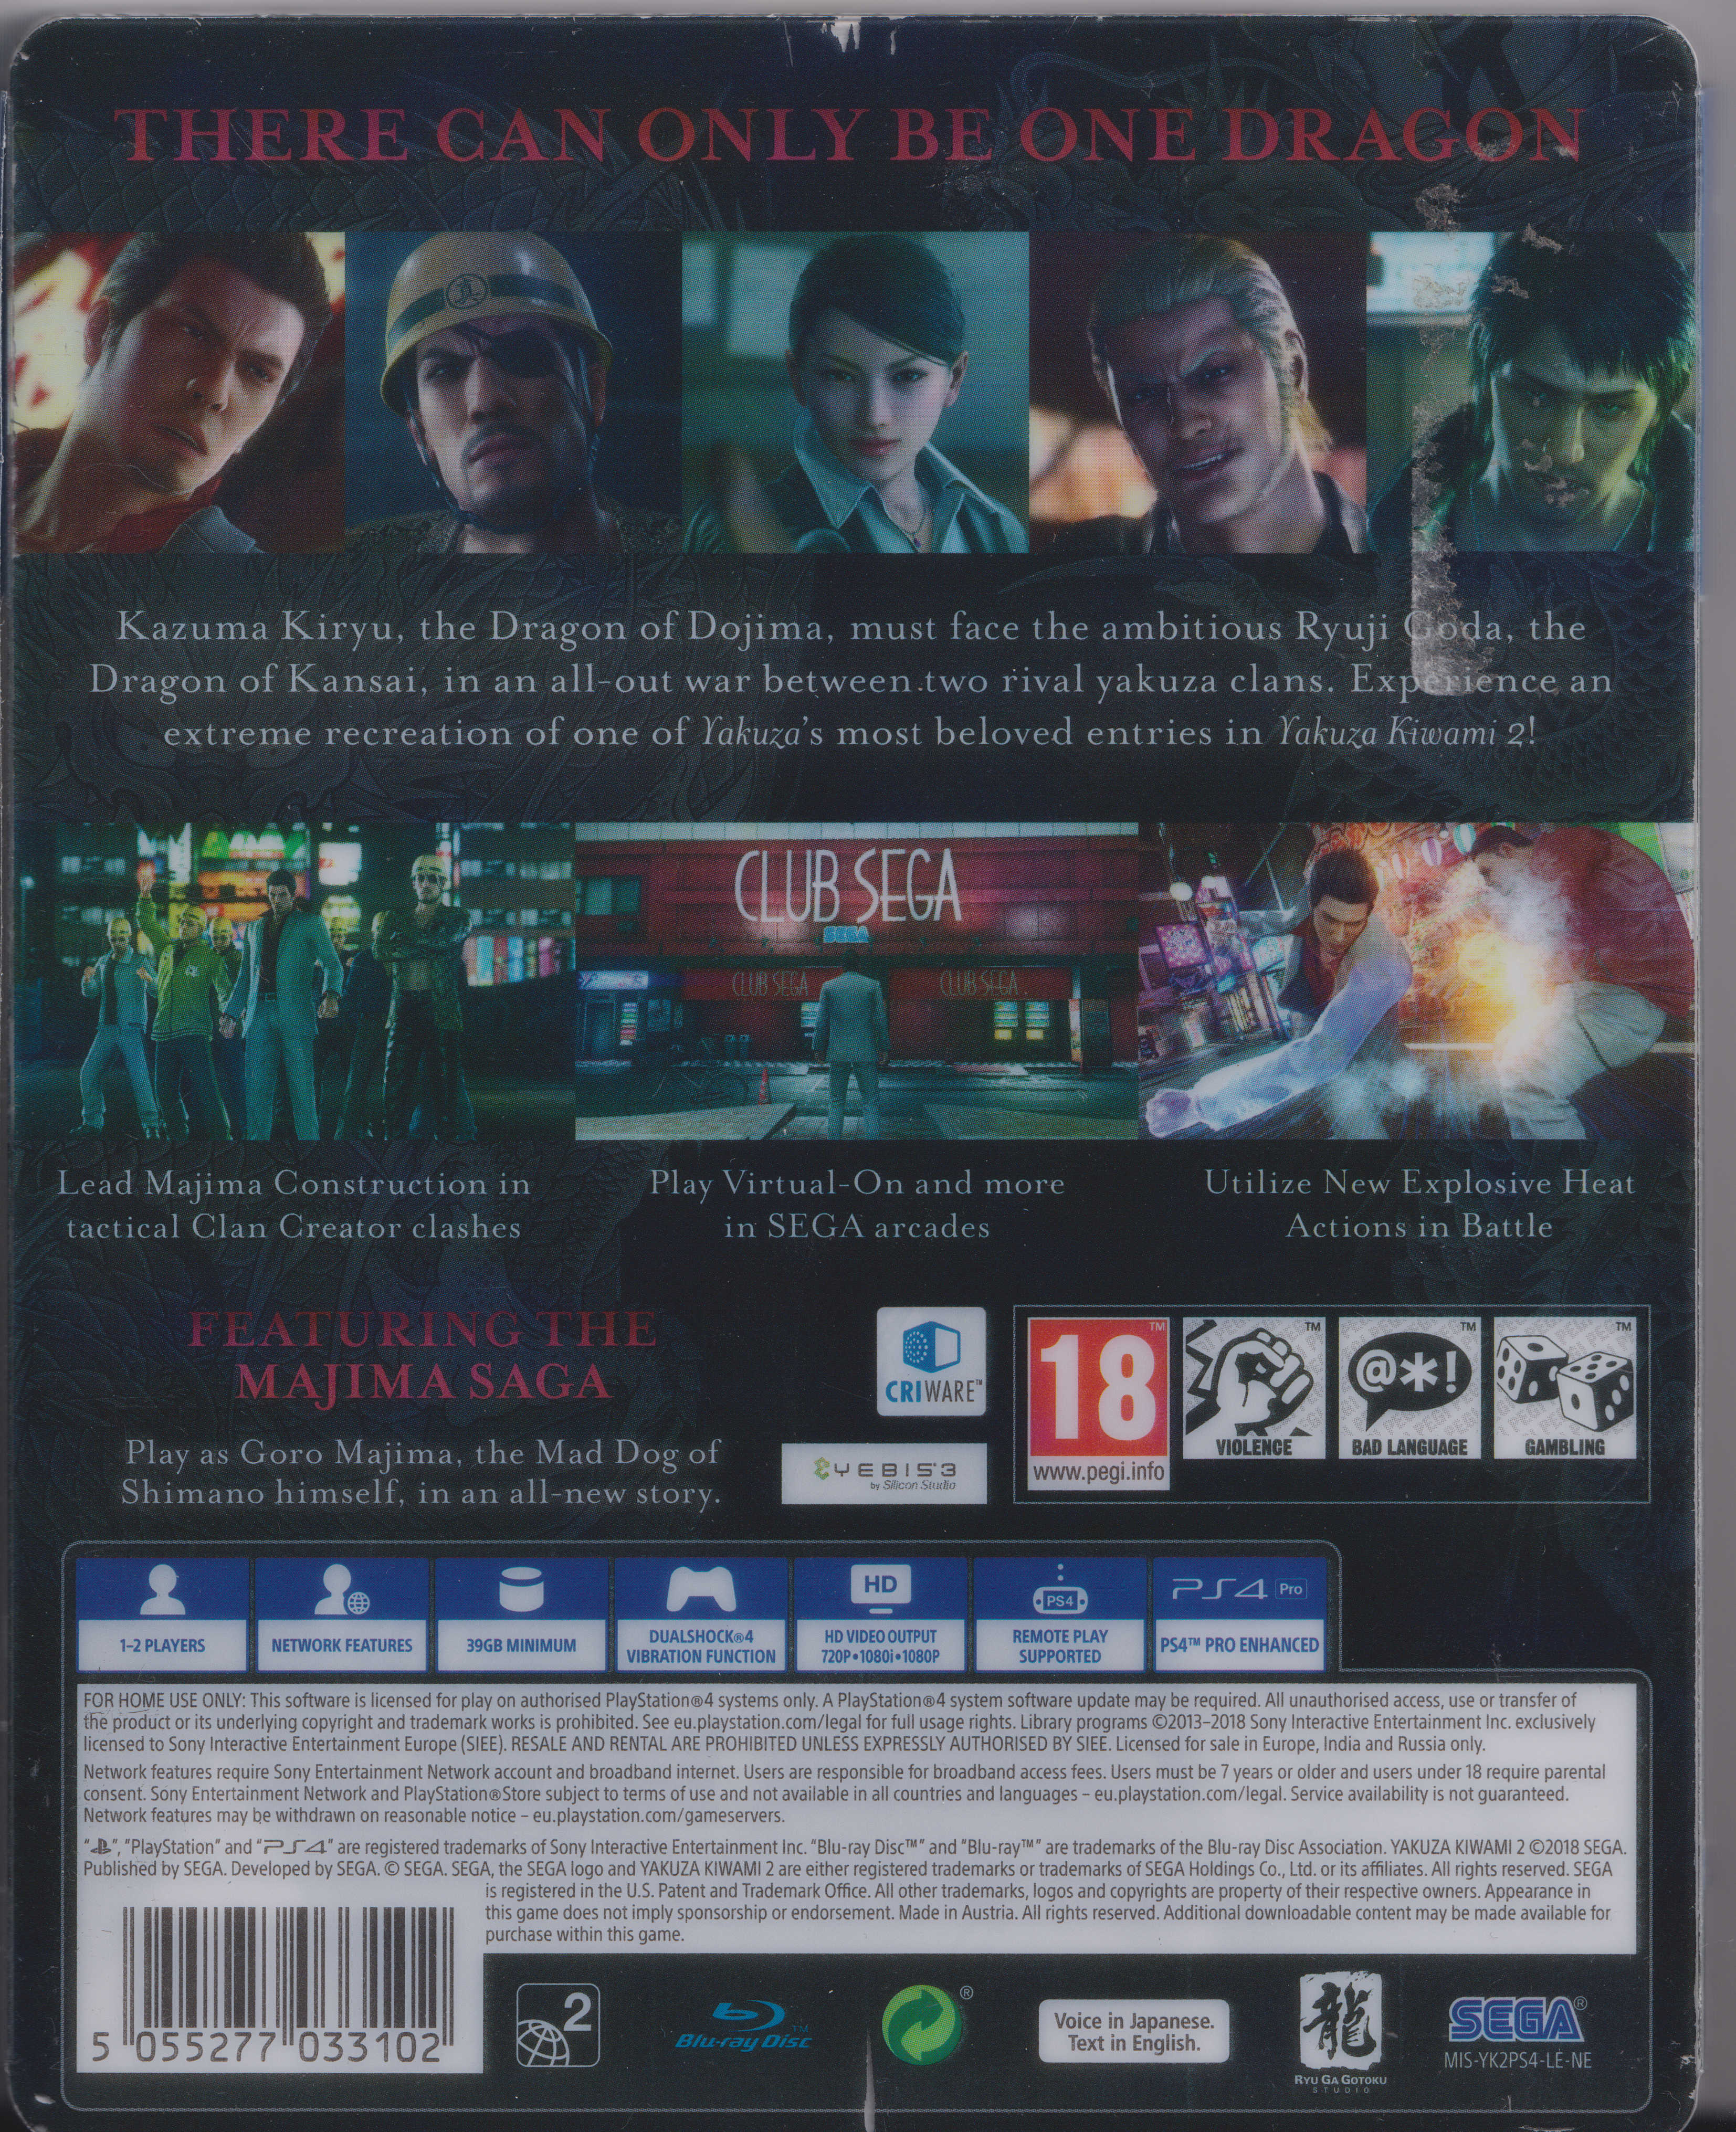 THERE CAN ONLY BE ONE DRAGON
真
Kazuma Kiryu, the Dragon of Dojima, must face the ambitious Ryuji Goda, the
Dragon of Kansai, in an all-out war between two rival yakuza clans. Experience an
extreme recreation of one of Yakuza's most beloved entries in Yakuza Kiwami 2!
CLUB SEGA
SEGA
CLUB SEGA
CLUB SEGA
Lead Majima Construction in
tactical Clan Creator clashes
Play Virtual-On and more
in SEGA arcades
Utilize New Explosive Heat
Actions in Battle
FEATURING THE
MAJIMA SAGA
Play as Goro Majima, the Mad Dog of
Shimano himself, in an all-new story.
CRIWARE™
YEBIS®3
by Silicon Studio
18™
www.pegi.info
™
VIOLENCE
@*!
™
BAD LANGUAGE
™
GAMBLING
1-2 PLAYERS
NETWORK FEATURES
39GB MINIMUM
DUALSHOCK®4
VIBRATION FUNCTION
HD
HD VIDEO OUTPUT
720P•1080i•1080P
PS4
REMOTE PLAY
SUPPORTED
PS4 Pro
PS4™ PRO ENHANCED
FOR HOME USE ONLY: This software is licensed for play on authorised PlayStation®4 systems only. A PlayStation®4 system software update may be required. All unauthorised access, use or transfer of
the product or its underlying copyright and trademark works is prohibited. See eu.playstation.com/legal for full usage rights. Library programs ©2013–2018 Sony Interactive Entertainment Inc. exclusively
licensed to Sony Interactive Entertainment Europe (SIEE). RESALE AND RENTAL ARE PROHIBITED UNLESS EXPRESSLY AUTHORISED BY SIEE. Licensed for sale in Europe, India and Russia only.
Network features require Sony Entertainment Network account and broadband internet. Users are responsible for broadband access fees. Users must be 7 years or older and users under 18 require parental
consent. Sony Entertainment Network and PlayStation®Store subject to terms of use and not available in all countries and languages – eu.playstation.com/legal. Service availability is not guaranteed.
Network features may be withdrawn on reasonable notice – eu.playstation.com/gameservers.
"", "PlayStation" and "PS4" are registered trademarks of Sony Interactive Entertainment Inc. "Blu-ray Disc™" and "Blu-ray™" are trademarks of the Blu-ray Disc Association. YAKUZA KIWAMI 2 ©2018 SEGA.
Published by SEGA. Developed by SEGA. © SEGA. SEGA, the SEGA logo and YAKUZA KIWAMI 2 are either registered trademarks or trademarks of SEGA Holdings Co., Ltd. or its affiliates. All rights reserved. SEGA
is registered in the U.S. Patent and Trademark Office. All other trademarks, logos and copyrights are property of their respective owners. Appearance in
this game does not imply sponsorship or endorsement. Made in Austria. All rights reserved. Additional downloadable content may be made available for
purchase within this game.
5 055277 033102
2
Blu-ray Disc™
®
Voice in Japanese.
Text in English.
龍
RYU GA GOTOKU
STUDIO
SEGA®
MIS-YK2PS4-LE-NE